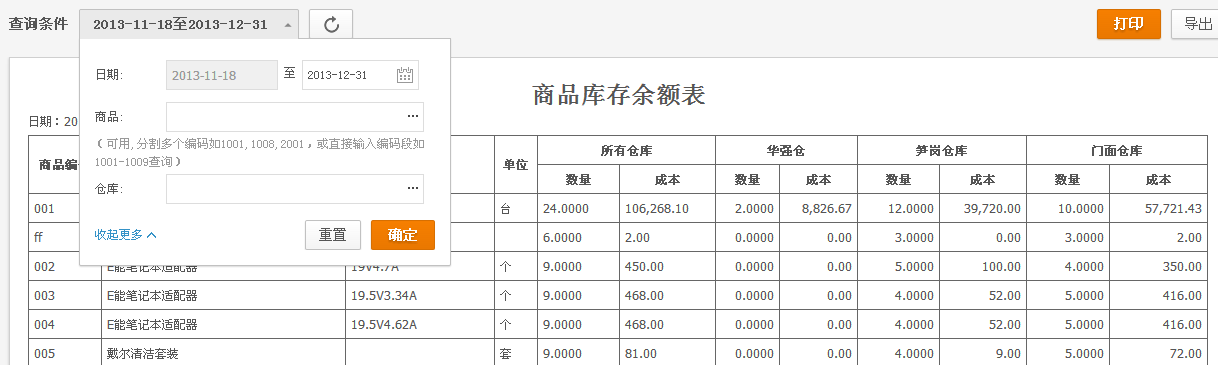 查询条件 2013-11-18至2013-12-31 打印 导出
日期: 2013-11-18 至 2013-12-31
商品库存余额表
商品: ...
(可用,分割多个编码如1001,1008,2001，或直接输入编码段如
1001-1009查询)
仓库: ...
收起更多 重置 确定
日期：20
商品编 单位 所有仓库 华强仓 笋岗仓库 门面仓库
数量 成本 数量 成本 数量 成本 数量 成本
001 台 24.0000 106,268.10 2.0000 8,826.67 12.0000 39,720.00 10.0000 57,721.43
ff 6.0000 2.00 0.0000 0.00 3.0000 0.00 3.0000 2.00
002 E能笔记本适配器 19V4.7A 个 9.0000 450.00 0.0000 0.00 5.0000 100.00 4.0000 350.00
003 E能笔记本适配器 19.5V3.34A 个 9.0000 468.00 0.0000 0.00 4.0000 52.00 5.0000 416.00
004 E能笔记本适配器 19.5V4.62A 个 9.0000 468.00 0.0000 0.00 4.0000 52.00 5.0000 416.00
005 戴尔清洁套装 套 9.0000 81.00 0.0000 0.00 4.0000 9.00 5.0000 72.00